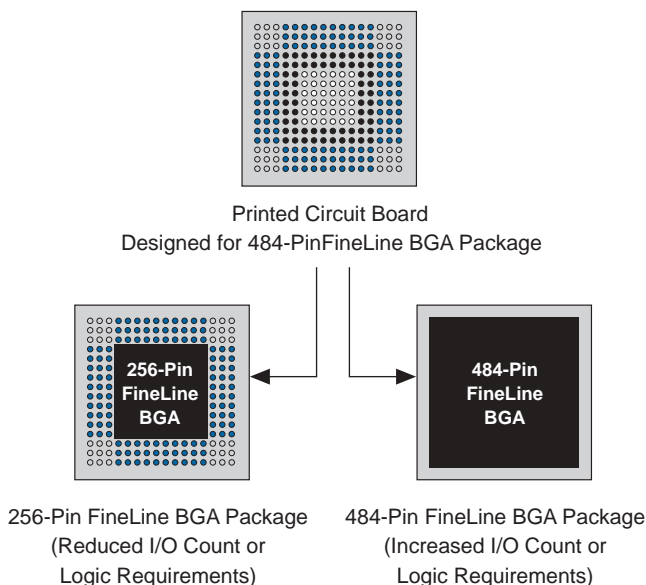 Printed Circuit Board
Designed for 484-PinFineLine BGA Package
256-Pin
FineLine
BGA
484-Pin
FineLine
BGA
256-Pin FineLine BGA Package
(Reduced I/O Count or
Logic Requirements)
484-Pin FineLine BGA Package
(Increased I/O Count or
Logic Requirements)